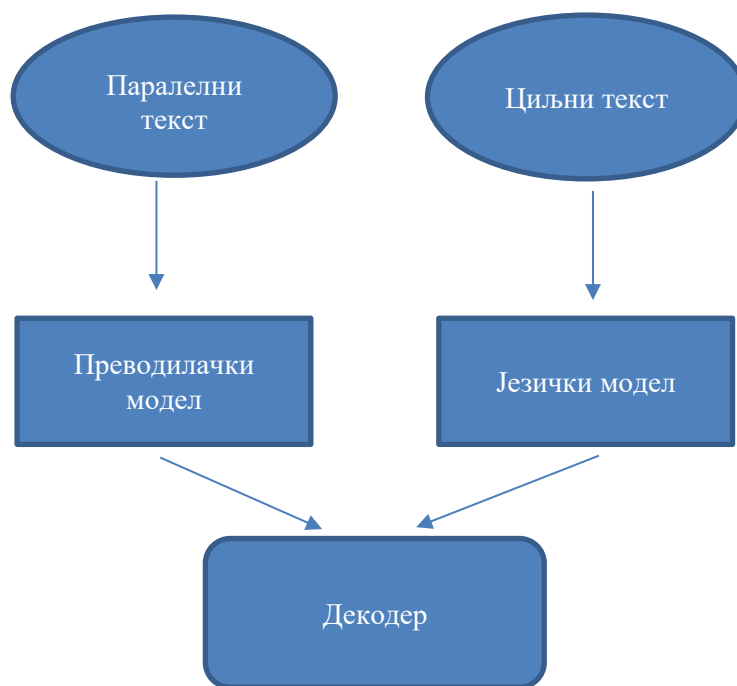 Паралелни
текст
Циљни текст
Преводилачки
модел
Језички модел
Декодер